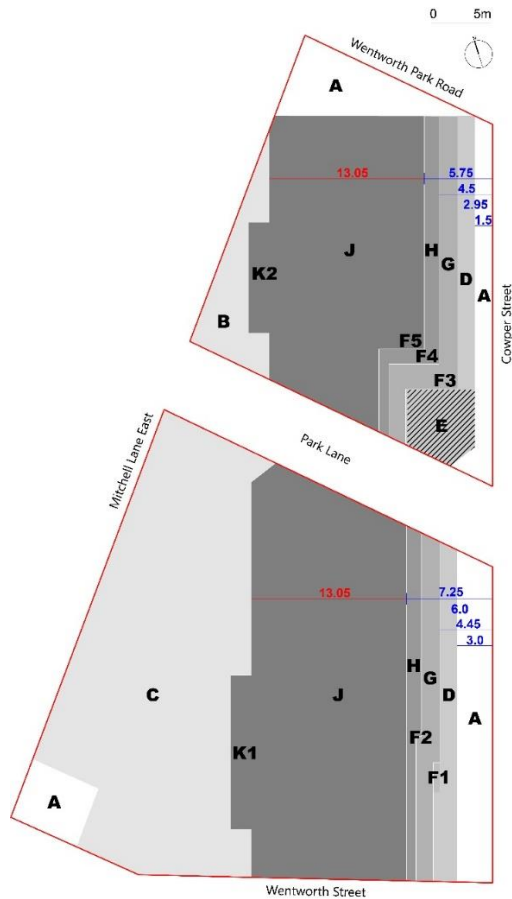 0 5m
N
Wentworth Park Road
A
13.05 5.75
4.5
2.95
1.5
J H G D A
K2
B
F5
F4
F3
E
Cowper Street
Park Lane
Mitchell Lane East
13.05 7.25
6.0
4.45
3.0
H G D
C J A
F2
K1
F1
A
Wentworth Street